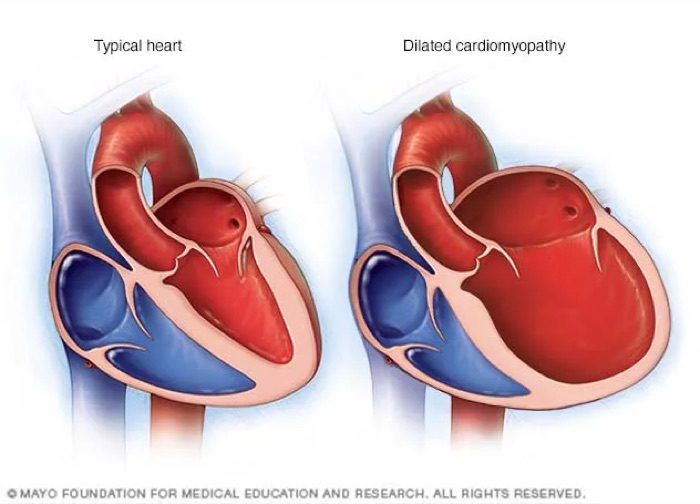 Typical heart
Dilated cardiomyopathy
© MAYO FOUNDATION FOR MEDICAL EDUCATION AND RESEARCH. ALL RIGHTS RESERVED.